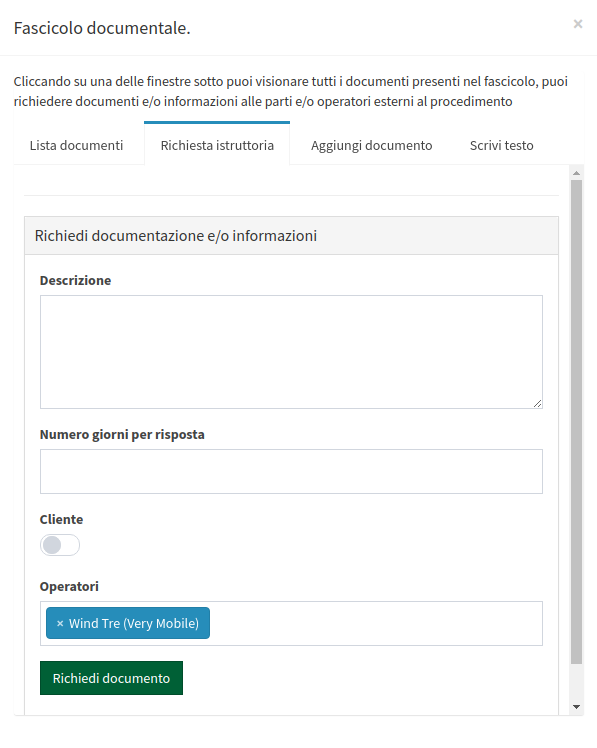 Fascicolo documentale.
×
Cliccando su una delle finestre sotto puoi visionare tutti i documenti presenti nel fascicolo, puoi
richiedere documenti e/o informazioni alle parti e/o operatori esterni al procedimento
Lista documenti
Richiesta istruttoria
Aggiungi documento
Scrivi testo
Richiedi documentazione e/o informazioni
Descrizione
Numero giorni per risposta
Cliente
Operatori
× Wind Tre (Very Mobile)
Richiedi documento